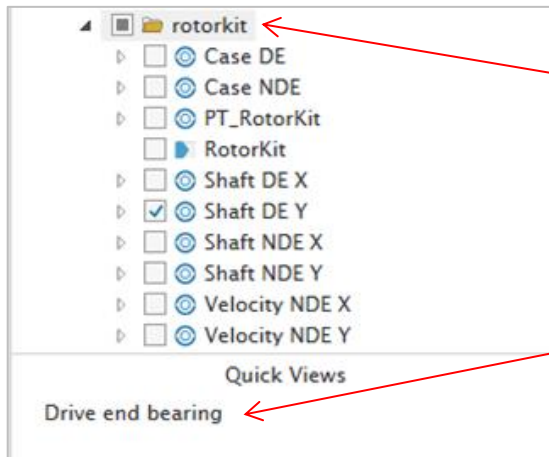 rotorkit
Case DE
Case NDE
PT_RotorKit
RotorKit
Shaft DE X
Shaft DE Y
Shaft NDE X
Shaft NDE Y
Velocity NDE X
Velocity NDE Y
Quick Views
Drive end bearing